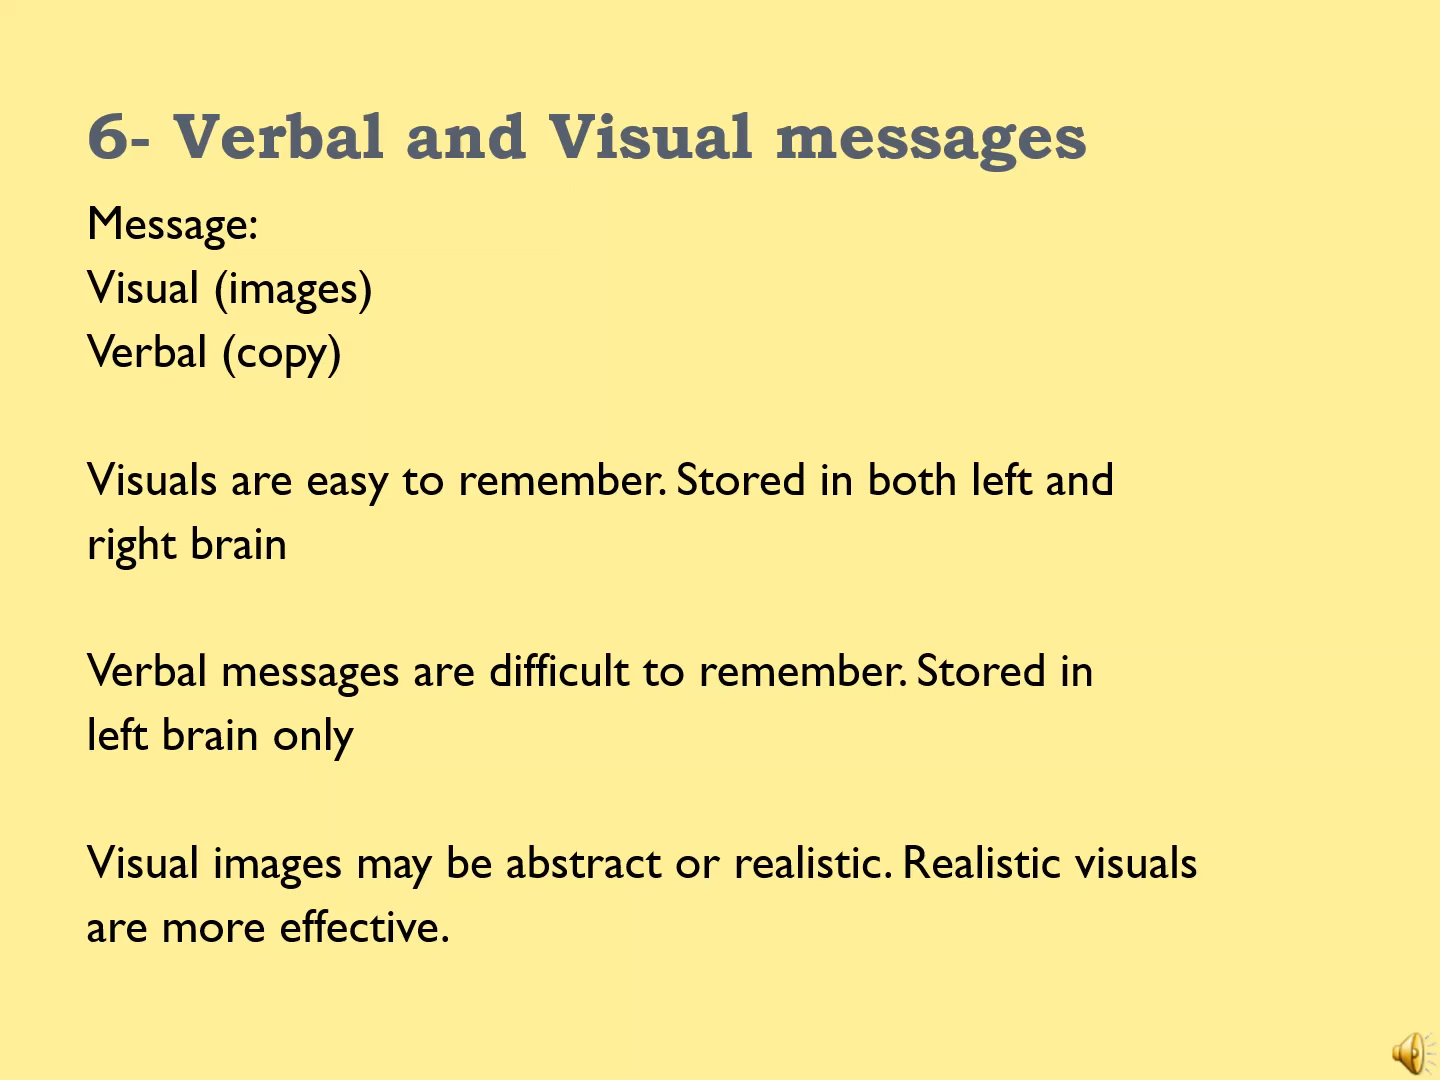 6- Verbal and Visual messages
Message:
Visual (images)
Verbal (copy)
Visuals are easy to remember. Stored in both left and
right brain
Verbal messages are difficult to remember. Stored in
left brain only
Visual images may be abstract or realistic. Realistic visuals
are more effective.